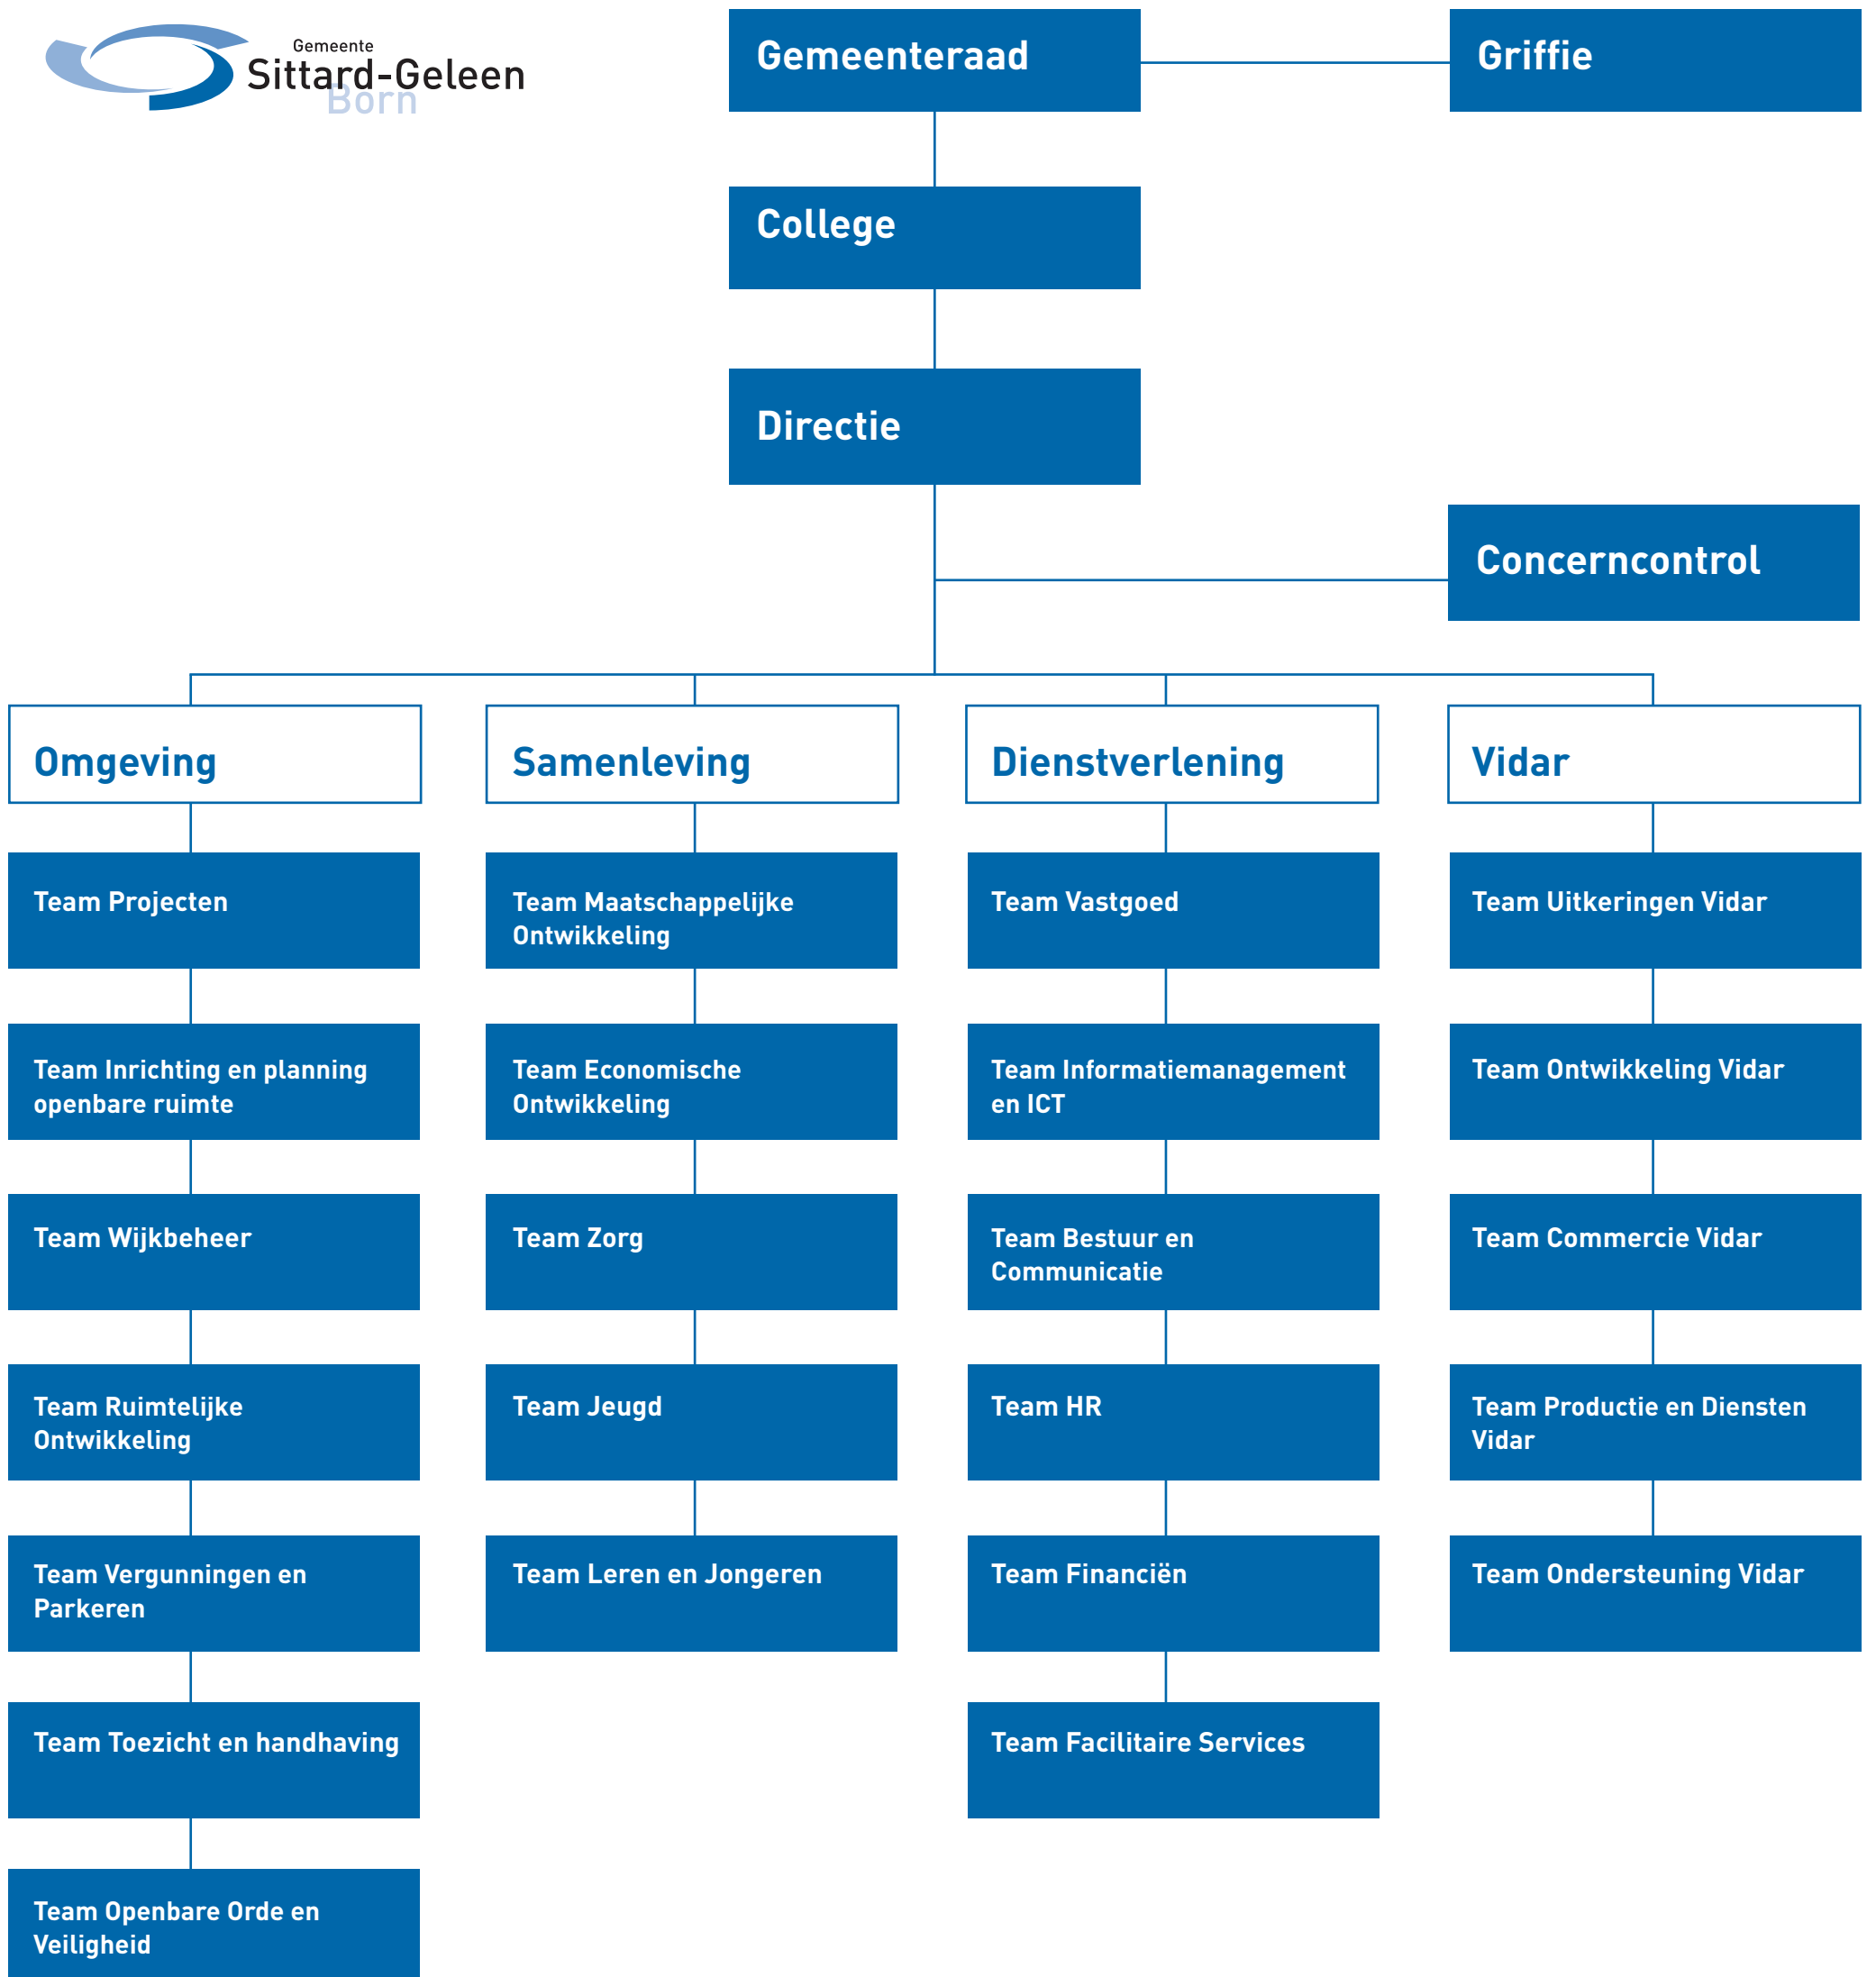 Gemeente
Sittard-Geleen
Born
Gemeenteraad
Griffie
College
Directie
Concerncontrol
Omgeving
Team Projecten
Team Inrichting en planning
openbare ruimte
Team Wijkbeheer
Team Ruimtelijke
Ontwikkeling
Team Vergunningen en
Parkeren
Team Toezicht en handhaving
Team Openbare Orde en
Veiligheid
Samenleving
Team Maatschappelijke
Ontwikkeling
Team Economische
Ontwikkeling
Team Zorg
Team Jeugd
Team Leren en Jongeren
Dienstverlening
Team Vastgoed
Team Informatiemanagement
en ICT
Team Bestuur en
Communicatie
Team HR
Team Financiën
Team Facilitaire Services
Vidar
Team Uitkeringen Vidar
Team Ontwikkeling Vidar
Team Commercie Vidar
Team Productie en Diensten
Vidar
Team Ondersteuning Vidar